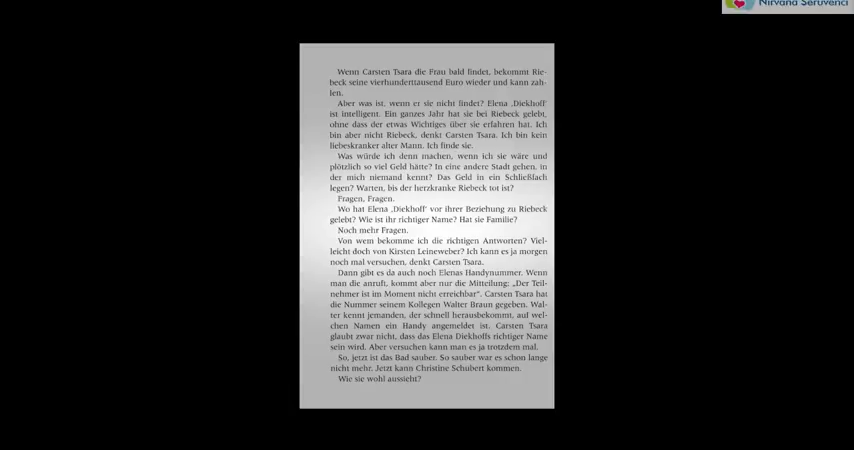 Nirvana Serüvenci
Wenn Carsten Tsara die Frau bald findet, bekommt Rie-
beck seine vierhunderttausend Euro wieder und kann zah-
len.
Aber was ist, wenn er sie nicht findet? Elena ‚Diekhoff‘
ist intelligent. Ein ganzes Jahr hat sie bei Riebeck gelebt,
ohne dass der etwas Wichtiges über sie erfahren hat. Ich
bin aber nicht Riebeck, denkt Carsten Tsara. Ich bin kein
liebeskranker alter Mann. Ich finde sie.
Was würde ich denn machen, wenn ich sie wäre und
plötzlich so viel Geld hätte? In eine andere Stadt gehen, in
der mich niemand kennt? Das Geld in ein Schließfach
legen? Warten, bis der herzkranke Riebeck tot ist?
Fragen, Fragen.
Wo hat Elena ‚Diekhoff‘ vor ihrer Beziehung zu Riebeck
gelebt? Wie ist ihr richtiger Name? Hat sie Familie?
Noch mehr Fragen.
Von wem bekomme ich die richtigen Antworten? Viel-
leicht doch von Kirsten Leineweber? Ich kann es ja morgen
noch mal versuchen, denkt Carsten Tsara.
Dann gibt es da auch noch Elenas Handynummer. Wenn
man die anruft, kommt aber nur die Mitteilung: „Der Teil-
nehmer ist im Moment nicht erreichbar“. Carsten Tsara hat
die Nummer seinem Kollegen Walter Braun gegeben. Wal-
ter kennt jemanden, der schnell herausbekommt, auf wel-
chen Namen ein Handy angemeldet ist. Carsten Tsara
glaubt zwar nicht, dass das Elena Diekhoffs richtiger Name
sein wird. Aber versuchen kann man es ja trotzdem mal.
So, jetzt ist das Bad sauber. So sauber war es schon lange
nicht mehr. Jetzt kann Christine Schubert kommen.
Wie sie wohl aussieht?